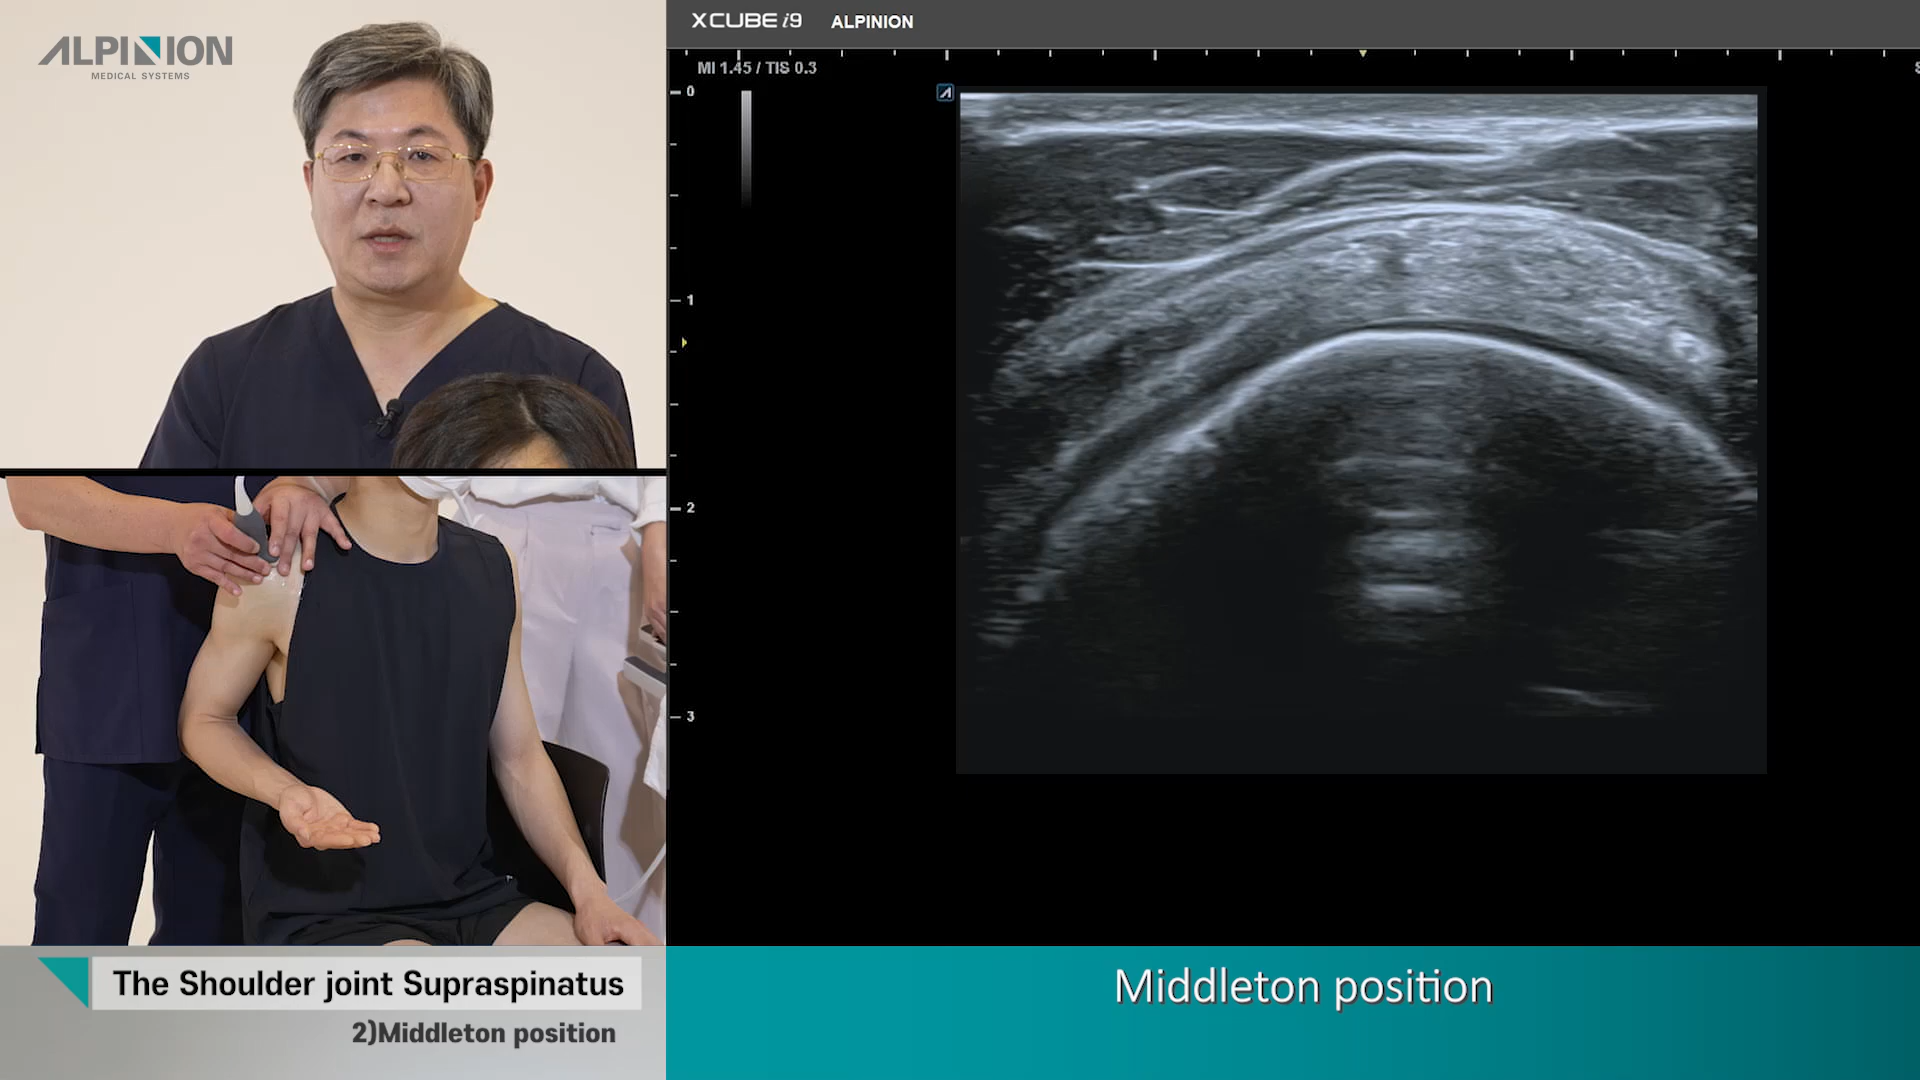 ALPINION
MEDICAL SYSTEMS
XCUBE i9 ALPINION
MI 1.45 / TIS 0.3
0
1
2
3
The Shoulder joint Supraspinatus
2)Middleton position
Middleton position